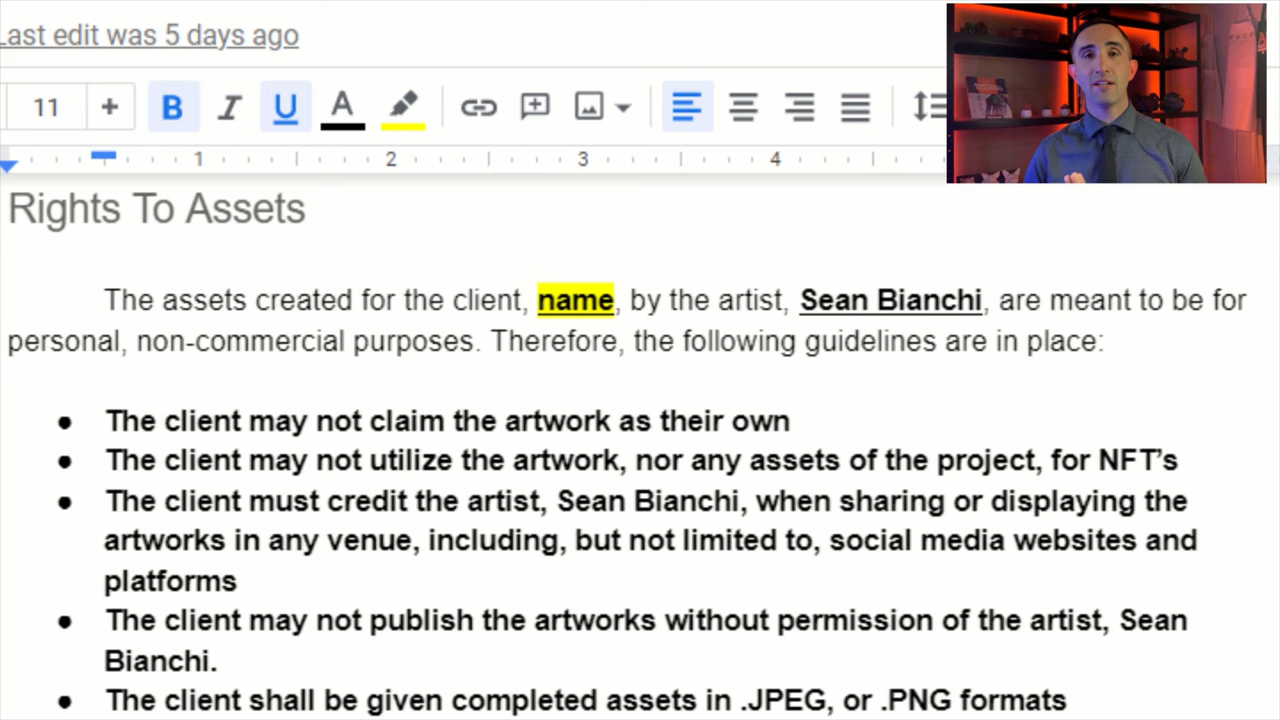 Last edit was 5 days ago
11
B I U A
1 2 3 4
Rights To Assets
The assets created for the client, name, by the artist, Sean Bianchi, are meant to be for
personal, non-commercial purposes. Therefore, the following guidelines are in place:
● The client may not claim the artwork as their own
● The client may not utilize the artwork, nor any assets of the project, for NFT’s
● The client must credit the artist, Sean Bianchi, when sharing or displaying the
artworks in any venue, including, but not limited to, social media websites and
platforms
● The client may not publish the artworks without permission of the artist, Sean
Bianchi.
● The client shall be given completed assets in .JPEG, or .PNG formats